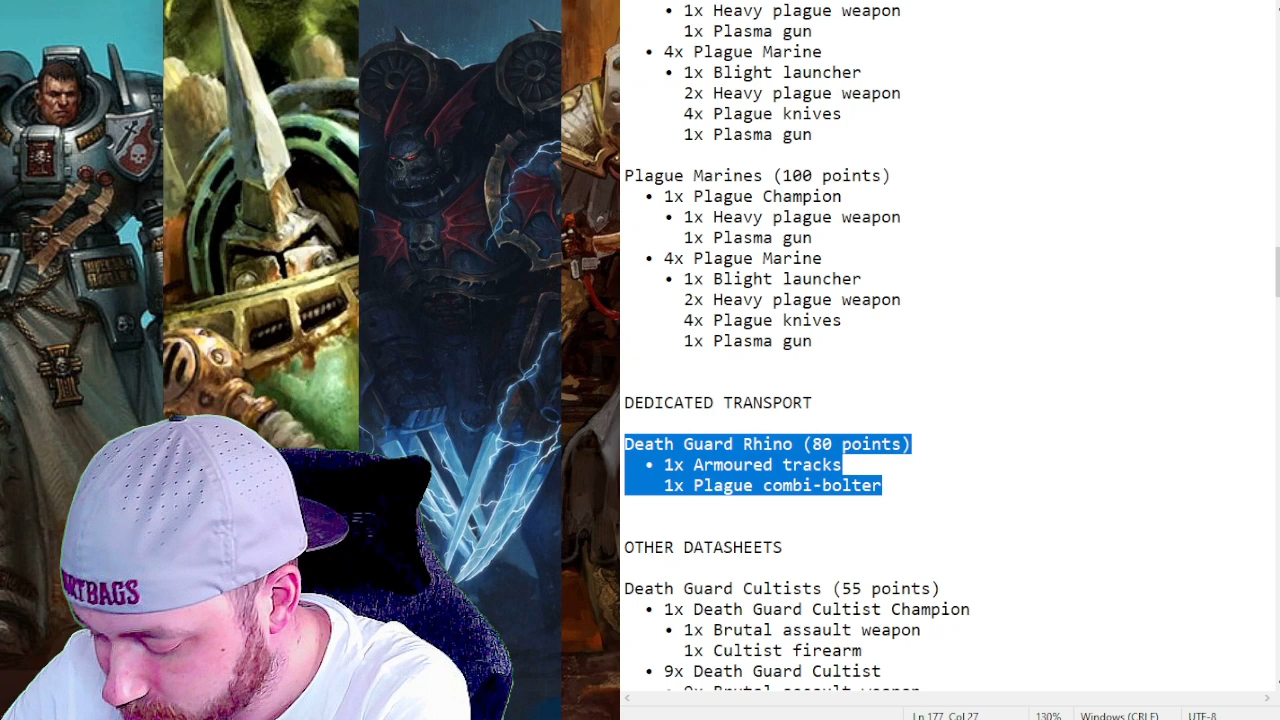 • 1x Heavy plague weapon
1x Plasma gun
• 4x Plague Marine
• 1x Blight launcher
2x Heavy plague weapon
4x Plague knives
1x Plasma gun
Plague Marines (100 points)
• 1x Plague Champion
• 1x Heavy plague weapon
1x Plasma gun
• 4x Plague Marine
• 1x Blight launcher
2x Heavy plague weapon
4x Plague knives
1x Plasma gun
DEDICATED TRANSPORT
Death Guard Rhino (80 points)
• 1x Armoured tracks
1x Plague combi-bolter
OTHER DATASHEETS
Death Guard Cultists (55 points)
• 1x Death Guard Cultist Champion
• 1x Brutal assault weapon
1x Cultist firearm
• 9x Death Guard Cultist
• 9x Brutal assault weapon
Ln 177, Col 27 130% Windows (CRLF) UTF-8
RTBAGS